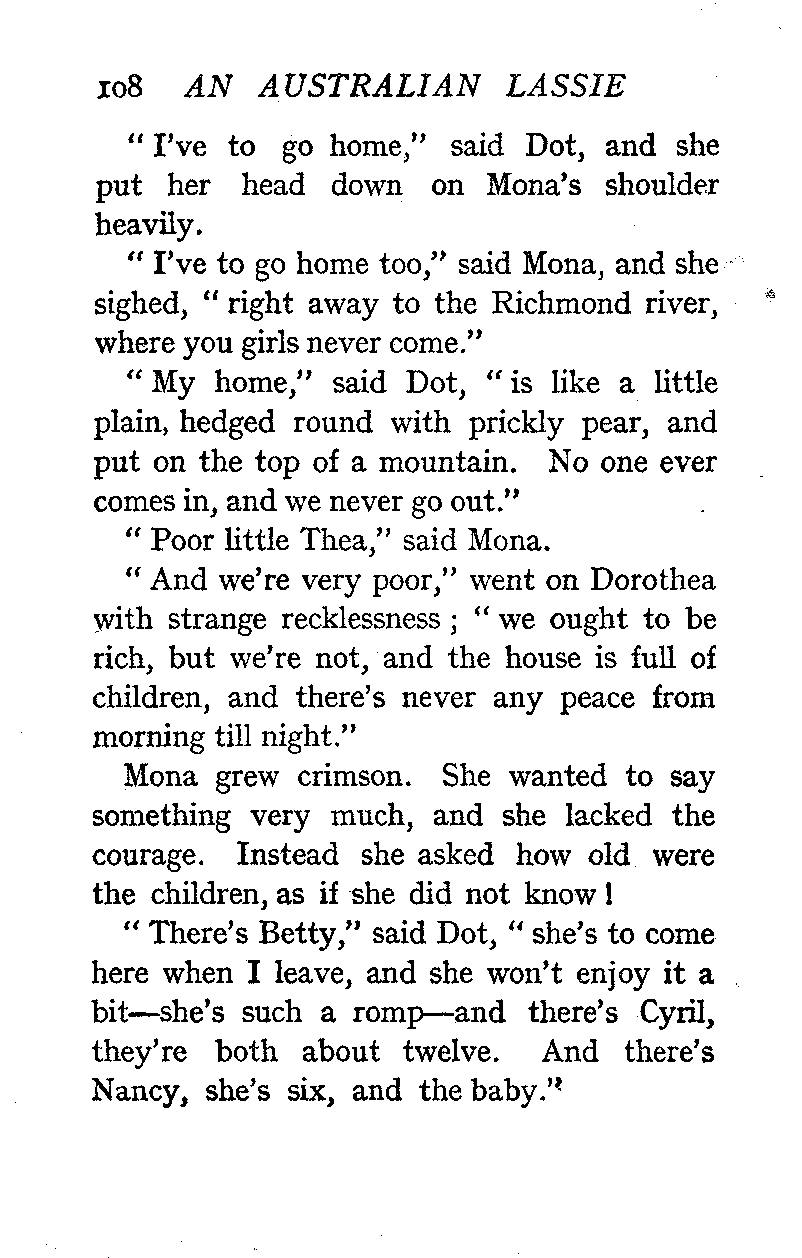 108 AN AUSTRALIAN LASSIE
“ I’ve to go home,” said Dot, and she
put her head down on Mona’s shoulder
heavily.
“ I’ve to go home too,” said Mona, and she
sighed, “ right away to the Richmond river,
where you girls never come.”
“ My home,” said Dot, “ is like a little
plain, hedged round with prickly pear, and
put on the top of a mountain. No one ever
comes in, and we never go out.”
“ Poor little Thea,” said Mona.
“ And we’re very poor,” went on Dorothea
with strange recklessness ; “ we ought to be
rich, but we’re not, and the house is full of
children, and there’s never any peace from
morning till night.”
Mona grew crimson. She wanted to say
something very much, and she lacked the
courage. Instead she asked how old were
the children, as if she did not know !
“ There’s Betty,” said Dot, “ she’s to come
here when I leave, and she won’t enjoy it a
bit—she’s such a romp—and there’s Cyril,
they’re both about twelve. And there’s
Nancy, she’s six, and the baby.”